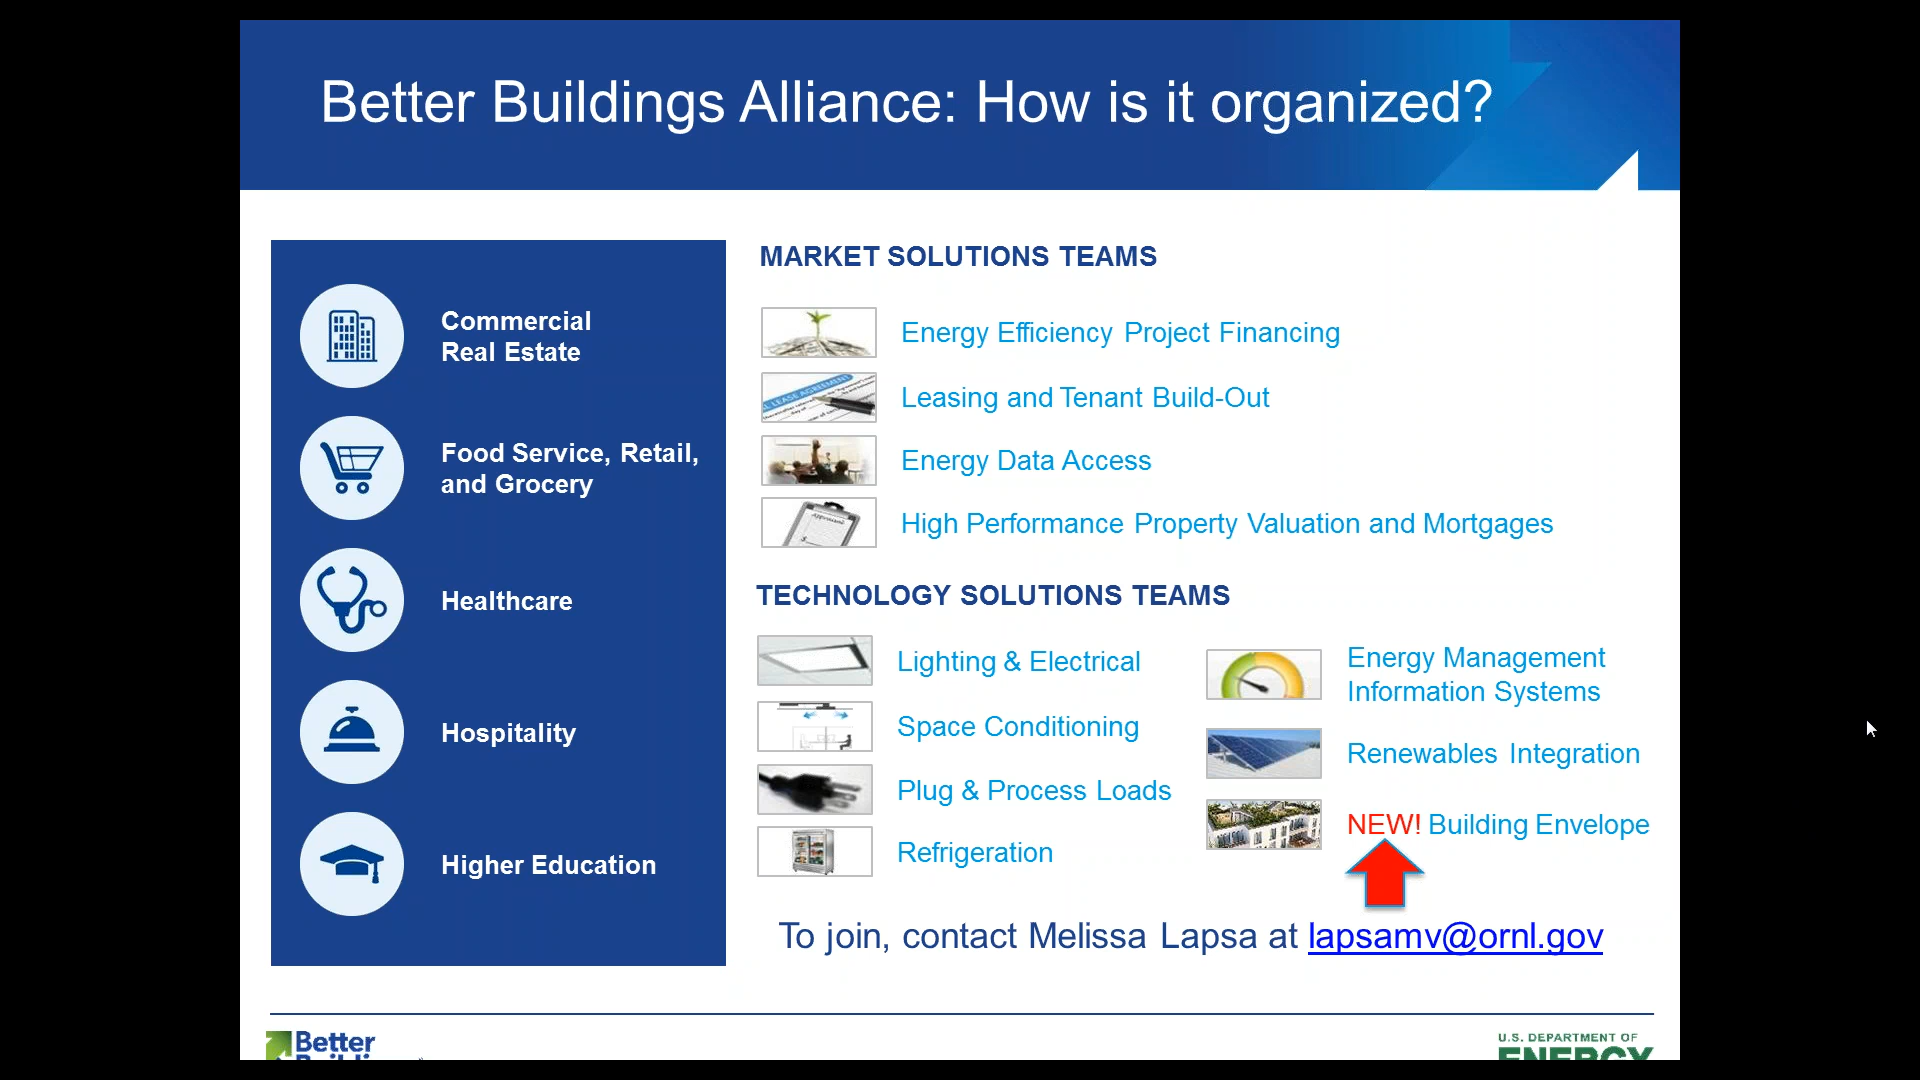 Better Buildings Alliance: How is it organized?
Commercial
Real Estate
Food Service, Retail,
and Grocery
Healthcare
Hospitality
Higher Education
MARKET SOLUTIONS TEAMS
Energy Efficiency Project Financing
LEASE AGREEMENT
Leasing and Tenant Build-Out
Energy Data Access
High Performance Property Valuation and Mortgages
TECHNOLOGY SOLUTIONS TEAMS
Lighting & Electrical
Space Conditioning
Plug & Process Loads
Refrigeration
Energy Management
Information Systems
Renewables Integration
NEW! Building Envelope
To join, contact Melissa Lapsa at lapsamv@ornl.gov
Better
U.S. DEPARTMENT OF
ENERGY